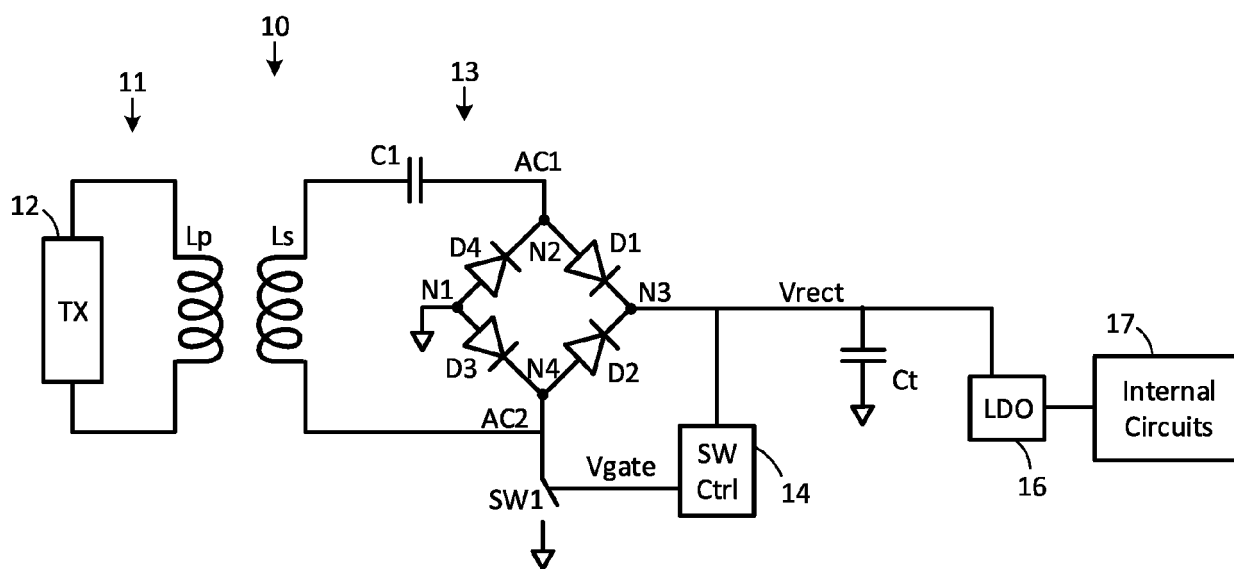 10
11
13
C1
AC1
12
Lp
Ls
D4
N2
D1
TX
N1
N3
Vrect
17
D3
N4
D2
Ct
LDO
Internal
Circuits
AC2
SW
Ctrl
Vgate
14
16
SW1